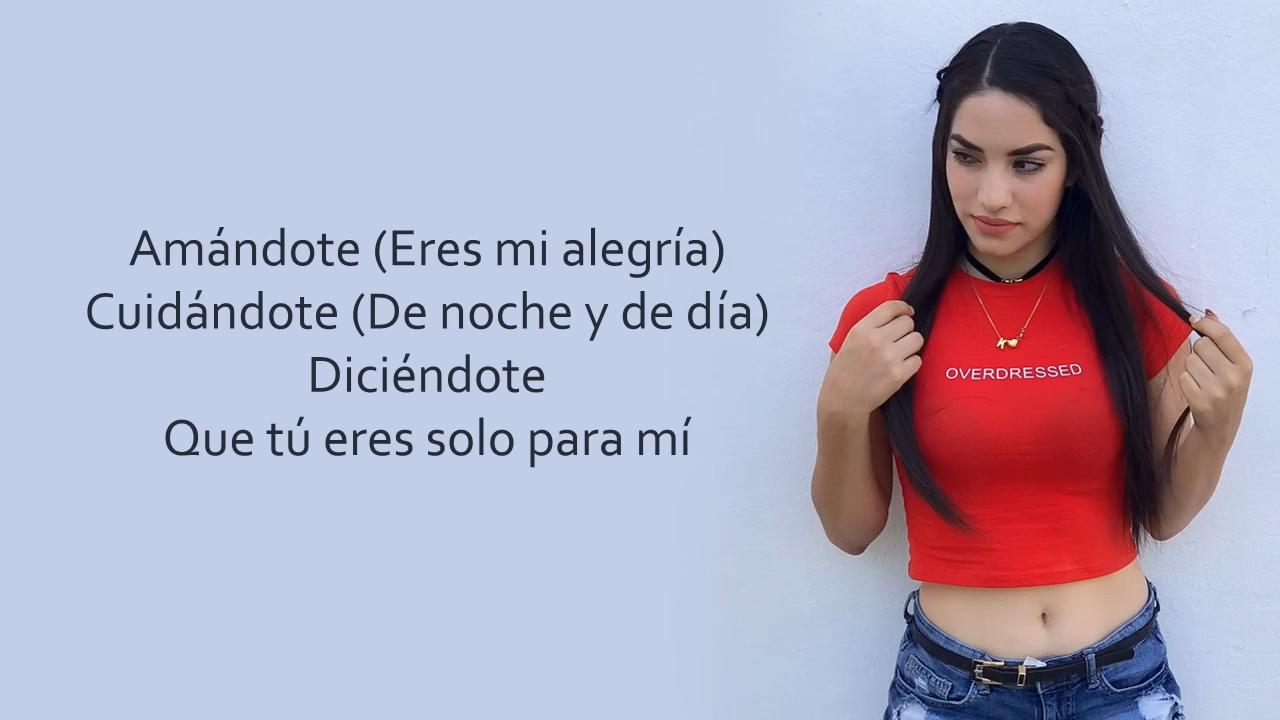 Amándote (Eres mi alegría)
Cuidándote (De noche y de día)
Diciéndote
Que tú eres solo para mí
OVERDRESSED